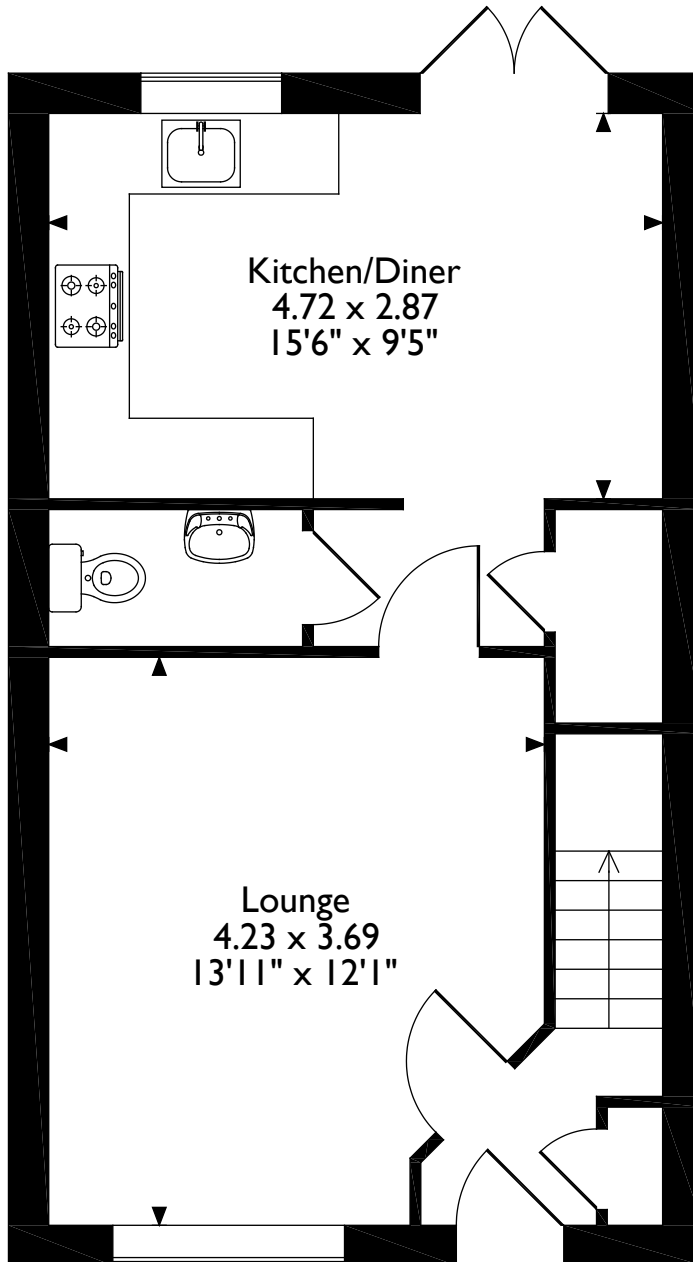 Kitchen/Diner
4.72 x 2.87
15'6" x 9'5"
Lounge
4.23 x 3.69
13'11" x 12'1"